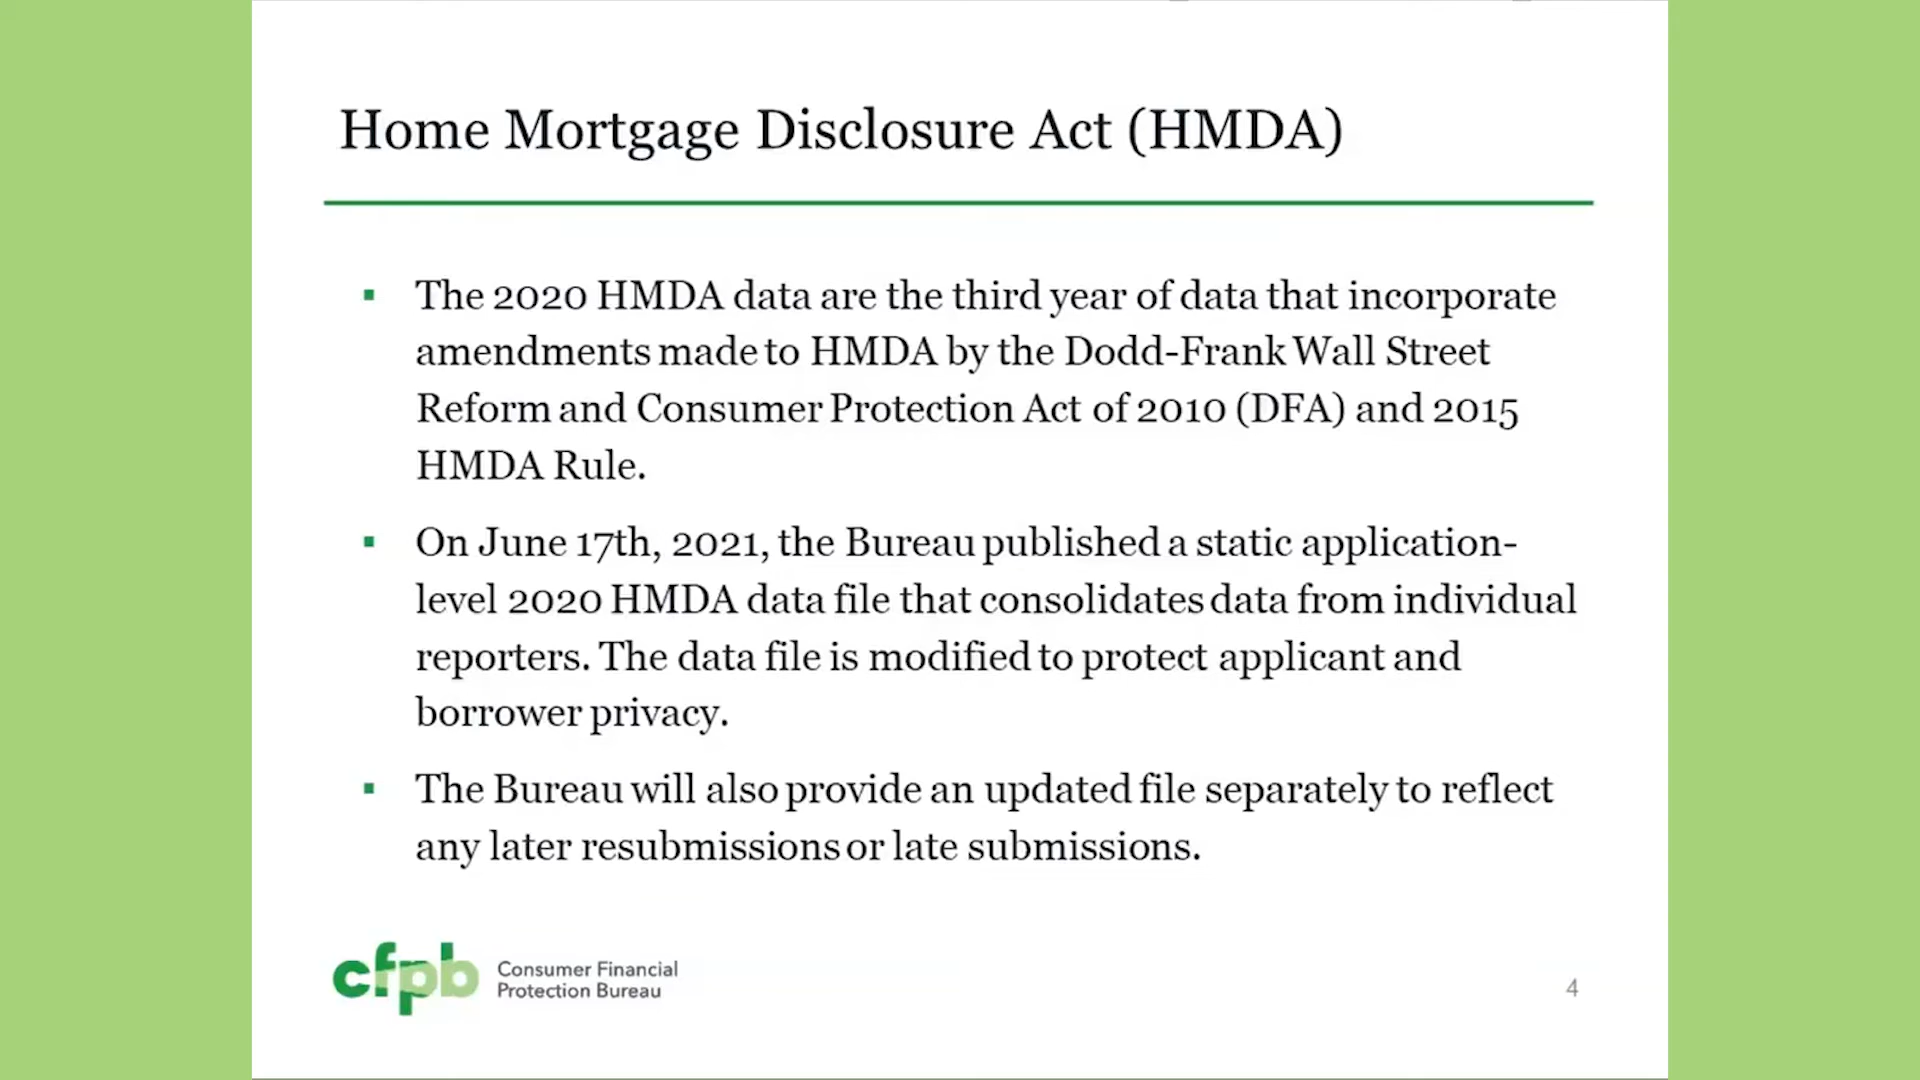 Home Mortgage Disclosure Act (HMDA)
▪ The 2020 HMDA data are the third year of data that incorporate
amendments made to HMDA by the Dodd-Frank Wall Street
Reform and Consumer Protection Act of 2010 (DFA) and 2015
HMDA Rule.
▪ On June 17th, 2021, the Bureau published a static application-
level 2020 HMDA data file that consolidates data from individual
reporters. The data file is modified to protect applicant and
borrower privacy.
▪ The Bureau will also provide an updated file separately to reflect
any later resubmissions or late submissions.
cfpb
Consumer Financial
Protection Bureau
4